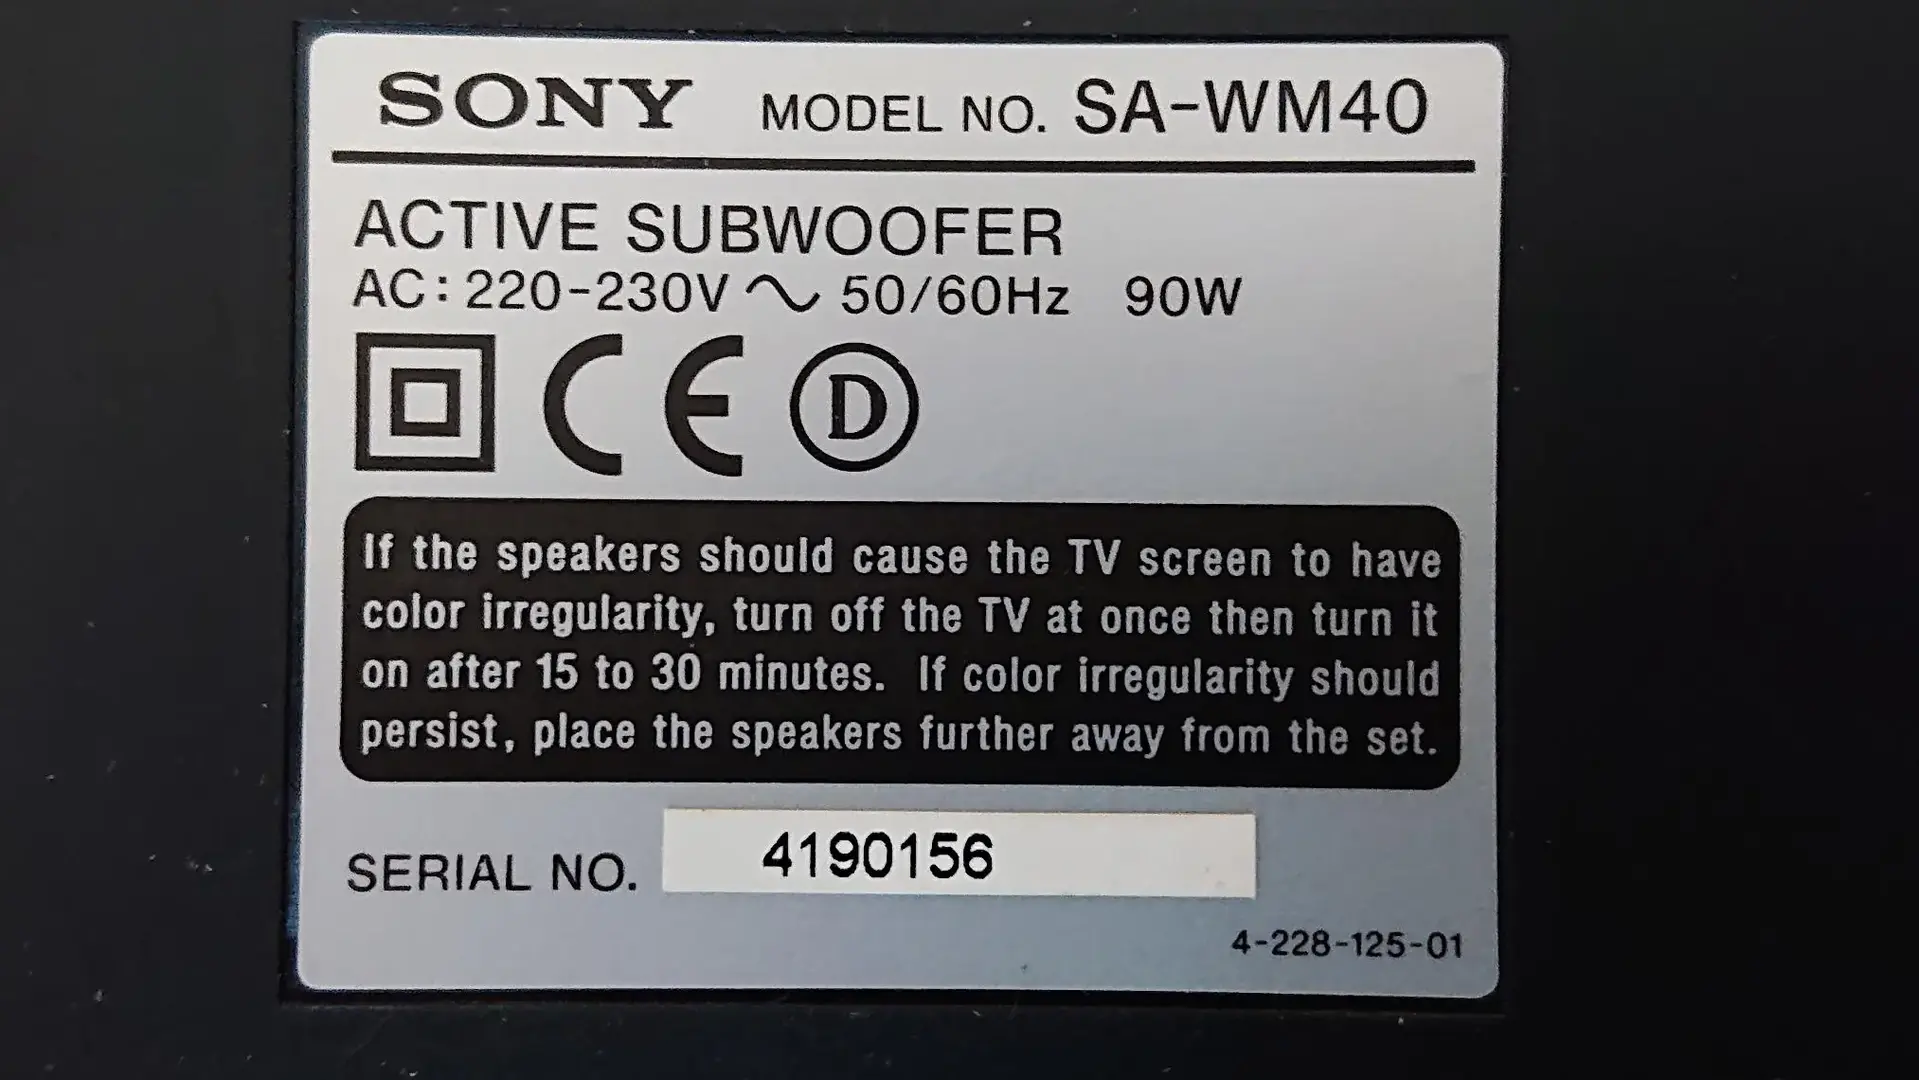 SONY MODEL NO. SA-WM40
ACTIVE SUBWOOFER
AC: 220-230V ~ 50/60Hz 90W
CE D
If the speakers should cause the TV screen to have
color irregularity, turn off the TV at once then turn it
on after 15 to 30 minutes. If color irregularity should
persist, place the speakers further away from the set.
SERIAL NO. 4190156
4-228-125-01